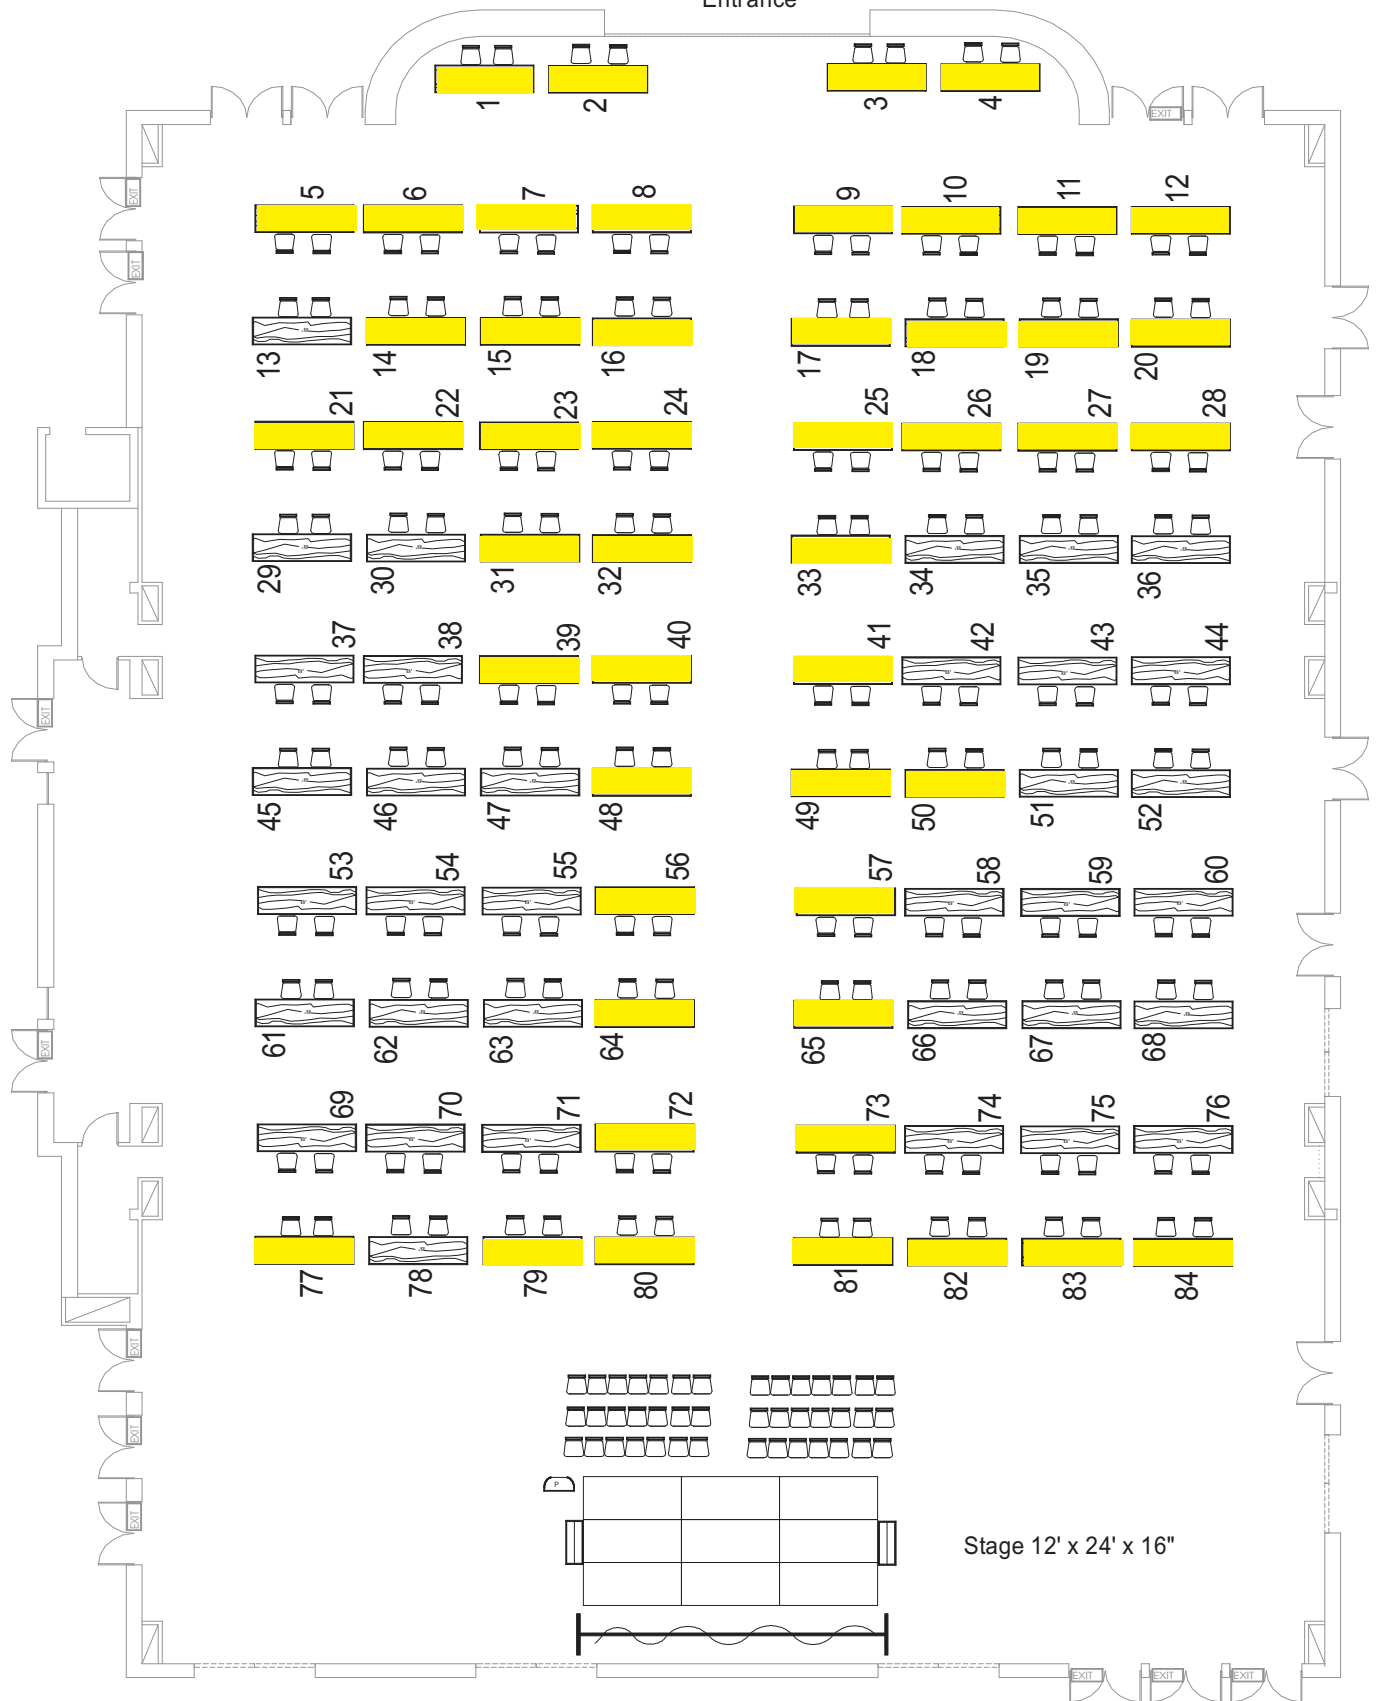 Entrance
1 2 3 4
EXIT
5 6 7 8 9 10 11 12
EXIT
EXIT
13 14 15 16 17 18 19 20
21 22 23 24 25 26 27 28
29 30 31 32 33 34 35 36
37 38 39 40 41 42 43 44
EXIT
45 46 47 48 49 50 51 52
53 54 55 56 57 58 59 60
61 62 63 64 65 66 67 68
EXIT
69 70 71 72 73 74 75 76
77 78 79 80 81 82 83 84
EXIT
EXIT
P
EXIT
Stage 12' x 24' x 16"
EXIT EXIT EXIT